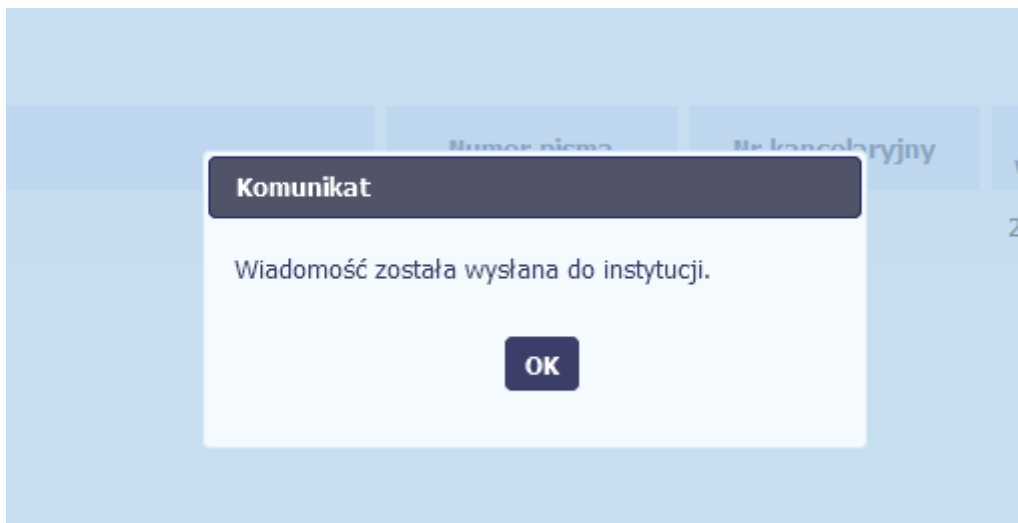 Numer pisma
Nr kancelaryjny
Komunikat
Wiadomość została wysłana do instytucji.
OK